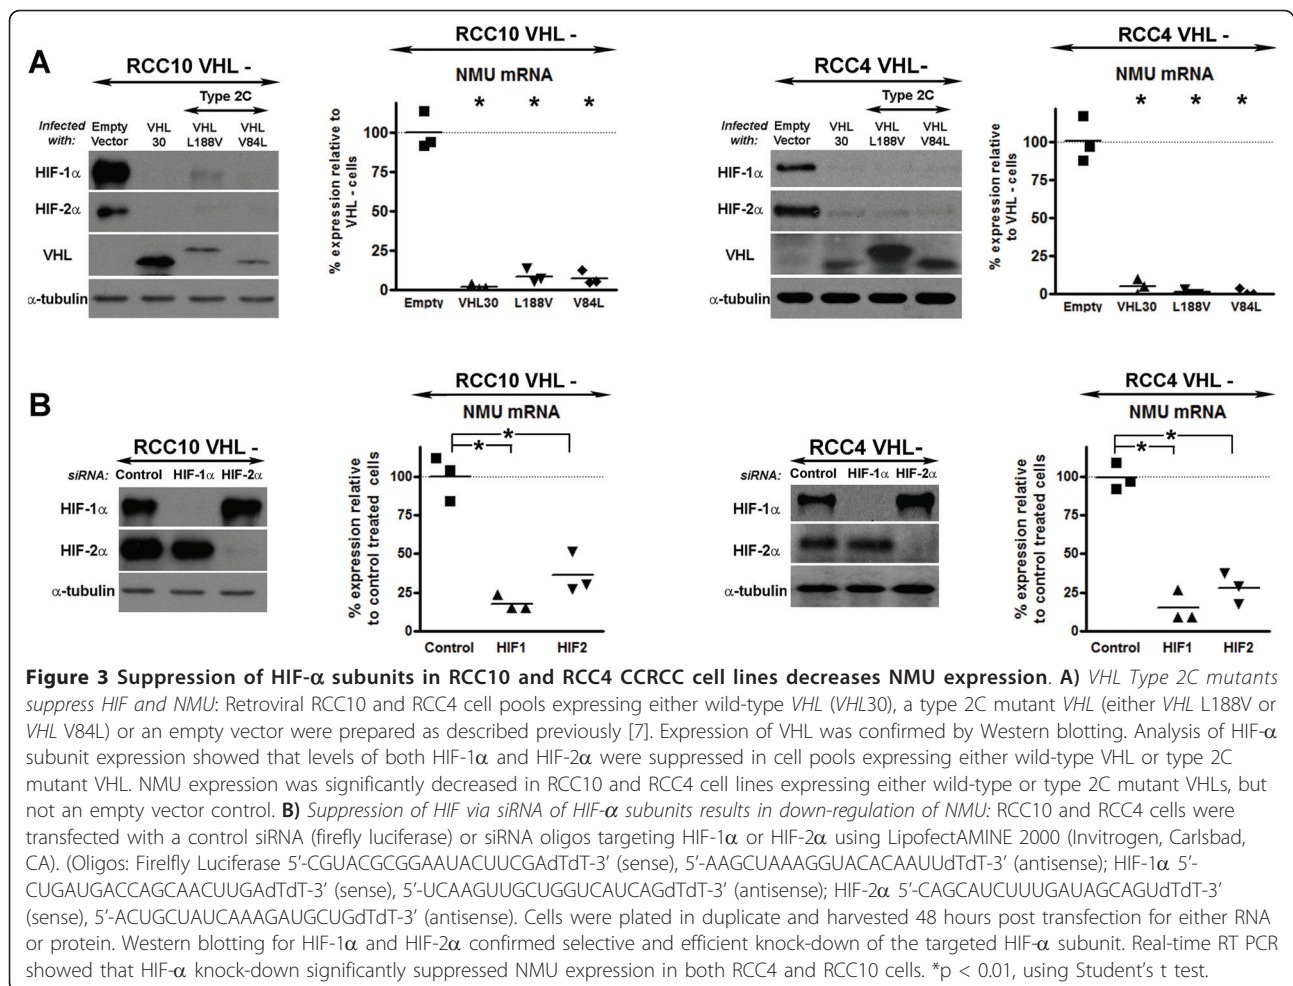 A
RCC10 VHL -
Type 2C
Infected with: Empty Vector VHL 30 VHL L188V VHL V84L
HIF-1α
HIF-2α
VHL
α-tubulin
RCC10 VHL -
NMU mRNA
* * *
% expression relative to VHL - cells
100
75
50
25
0
Empty VHL30 L188V V84L
RCC4 VHL-
Type 2C
Infected with: Empty Vector VHL 30 VHL L188V VHL V84L
HIF-1α
HIF-2α
VHL
α-tubulin
RCC4 VHL -
NMU mRNA
* * *
% expression relative to VHL - cells
100
75
50
25
0
Empty VHL30 L188V V84L
B
RCC10 VHL -
siRNA: Control HIF-1α HIF-2α
HIF-1α
HIF-2α
α-tubulin
RCC10 VHL -
NMU mRNA
*
*
% expression relative to control treated cells
100
75
50
25
0
Control HIF1 HIF2
RCC4 VHL-
siRNA: Control HIF-1α HIF-2α
HIF-1α
HIF-2α
α-tubulin
RCC4 VHL -
NMU mRNA
*
*
% expression relative to control treated cells
100
75
50
25
0
Control HIF1 HIF2
Figure 3 Suppression of HIF-α subunits in RCC10 and RCC4 CCRCC cell lines decreases NMU expression. A) VHL Type 2C mutants
suppress HIF and NMU: Retroviral RCC10 and RCC4 cell pools expressing either wild-type VHL (VHL30), a type 2C mutant VHL (either VHL L188V or
VHL V84L) or an empty vector were prepared as described previously [7]. Expression of VHL was confirmed by Western blotting. Analysis of HIF-α
subunit expression showed that levels of both HIF-1α and HIF-2α were suppressed in cell pools expressing either wild-type VHL or type 2C
mutant VHL. NMU expression was significantly decreased in RCC10 and RCC4 cell lines expressing either wild-type or type 2C mutant VHLs, but
not an empty vector control. B) Suppression of HIF via siRNA of HIF-α subunits results in down-regulation of NMU: RCC10 and RCC4 cells were
transfected with a control siRNA (firefly luciferase) or siRNA oligos targeting HIF-1α or HIF-2α using LipofectAMINE 2000 (Invitrogen, Carlsbad,
CA). (Oligos: Firelfly Luciferase 5’-CGUACGCGGAAUACUUCGAdTdT-3’ (sense), 5’-AAGCUAAAGGUACACAAUUdTdT-3’ (antisense); HIF-1α 5’-
CUGAUGACCAGCAACUUGAdTdT-3’ (sense), 5’-UCAAGUUGCUGGUCAUCAGdTdT-3’ (antisense); HIF-2α 5’-CAGCAUCUUUGAUAGCAGUdTdT-3’
(sense), 5’-ACUGCUAUCAAAGAUGCUGdTdT-3’ (antisense). Cells were plated in duplicate and harvested 48 hours post transfection for either RNA
or protein. Western blotting for HIF-1α and HIF-2α confirmed selective and efficient knock-down of the targeted HIF-α subunit. Real-time RT PCR
showed that HIF-α knock-down significantly suppressed NMU expression in both RCC4 and RCC10 cells. *p < 0.01, using Student’s t test.